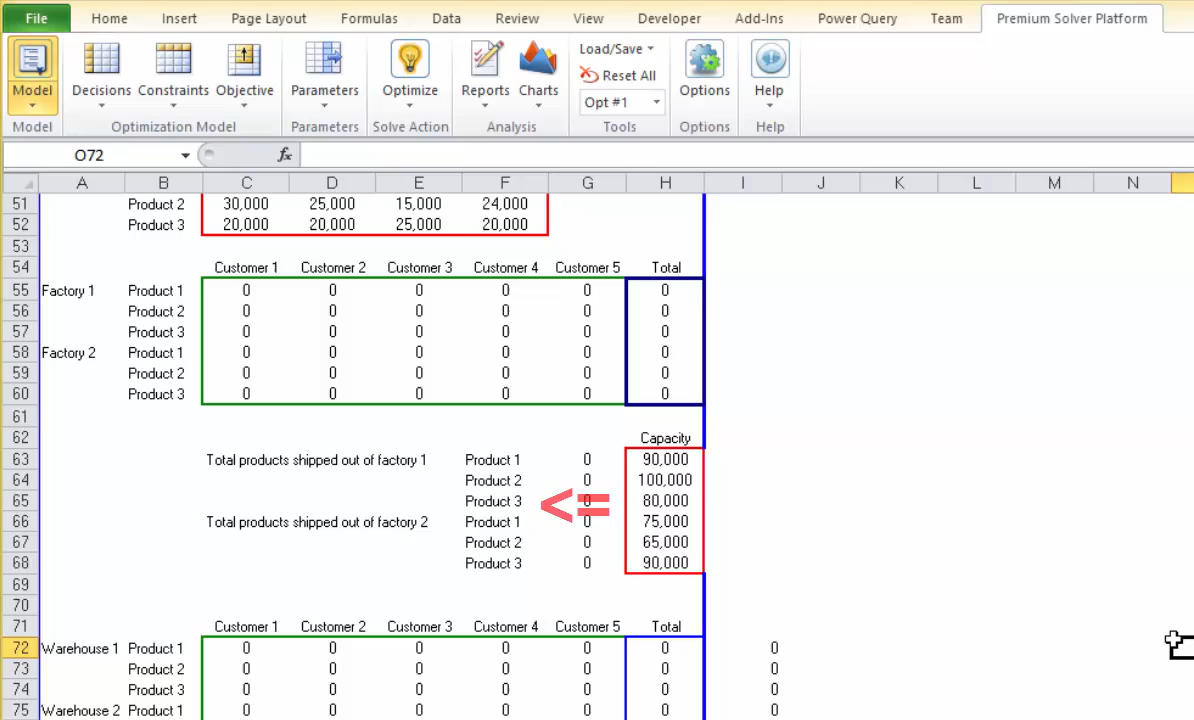 File Home Insert Page Layout Formulas Data Review View Developer Add-Ins Power Query Team Premium Solver Platform
Load/Save
Reset All
Opt #1
Model Decisions Constraints Objective Parameters Optimize Reports Charts Options Help
Model Optimization Model Parameters Solve Action Analysis Tools Options Help
O72 fx
A B C D E F G H I J K L M N
51 Product 2 30,000 25,000 15,000 24,000
52 Product 3 20,000 20,000 25,000 20,000
53
54 Customer 1 Customer 2 Customer 3 Customer 4 Customer 5 Total
55 Factory 1 Product 1 0 0 0 0 0 0
56 Product 2 0 0 0 0 0 0
57 Product 3 0 0 0 0 0 0
58 Factory 2 Product 1 0 0 0 0 0 0
59 Product 2 0 0 0 0 0 0
60 Product 3 0 0 0 0 0 0
61
62 Capacity
63 Total products shipped out of factory 1 Product 1 0 90,000
64 Product 2 0 100,000
65 Product 3 <= 0 80,000
66 Total products shipped out of factory 2 Product 1 0 75,000
67 Product 2 0 65,000
68 Product 3 0 90,000
69
70
71 Customer 1 Customer 2 Customer 3 Customer 4 Customer 5 Total
72 Warehouse 1 Product 1 0 0 0 0 0 0 0
73 Product 2 0 0 0 0 0 0 0
74 Product 3 0 0 0 0 0 0 0
75 Warehouse 2 Product 1 0 0 0 0 0 0 0